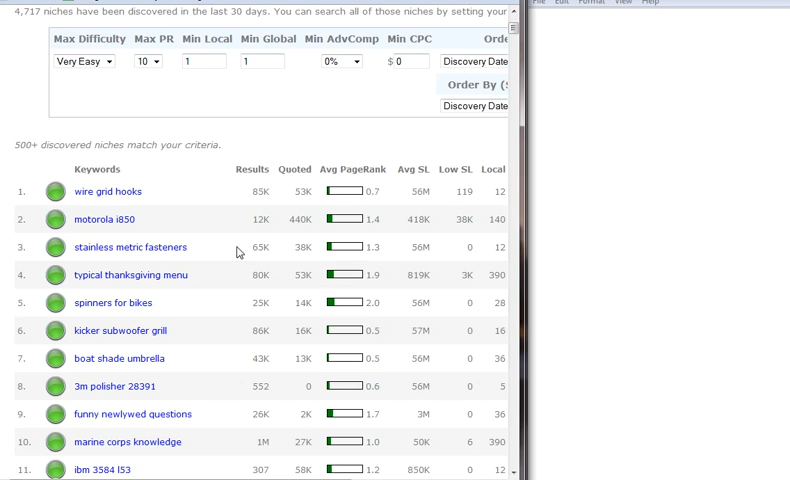 File Edit Format View Help
4,717 niches have been discovered in the last 30 days. You can search all of those niches by setting your
Max Difficulty Max PR Min Local Min Global Min AdvComp Min CPC Orde
Very Easy 10 1 1 0% $ 0 Discovery Date
Order By (S
Discovery Date
500+ discovered niches match your criteria.
Keywords Results Quoted Avg PageRank Avg SL Low SL Local
1. wire grid hooks 85K 53K 0.7 56M 119 12
2. motorola i850 12K 440K 1.4 418K 38K 140
3. stainless metric fasteners 65K 38K 1.3 56M 0 12
4. typical thanksgiving menu 80K 53K 1.9 819K 3K 390
5. spinners for bikes 25K 14K 2.0 56M 0 28
6. kicker subwoofer grill 86K 16K 0.5 57M 0 16
7. boat shade umbrella 43K 13K 0.5 56M 0 36
8. 3m polisher 28391 552 0 0.6 56M 0 5
9. funny newlywed questions 26K 2K 1.7 3M 0 36
10. marine corps knowledge 1M 27K 1.0 50K 6 390
11. ibm 3584 l53 307 58K 1.2 850K 0 12